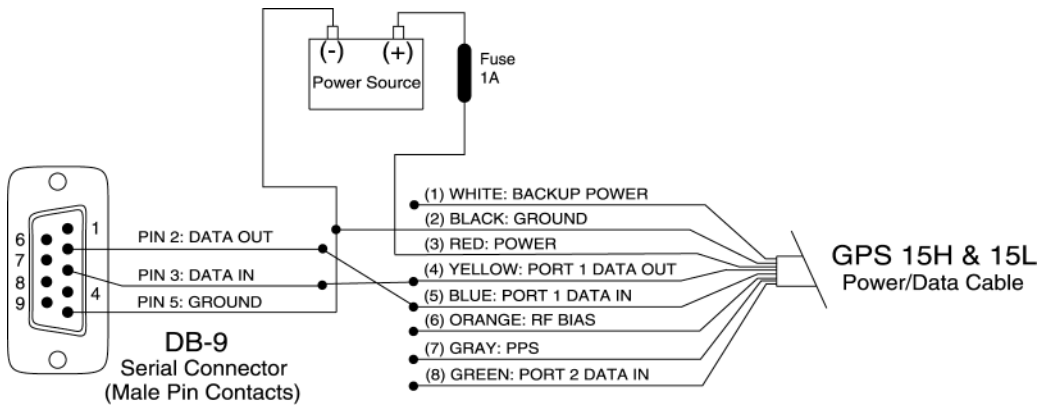 (-) (+)
Power Source
Fuse
1A
(1) WHITE: BACKUP POWER
(2) BLACK: GROUND
(3) RED: POWER
(4) YELLOW: PORT 1 DATA OUT
(5) BLUE: PORT 1 DATA IN
(6) ORANGE: RF BIAS
(7) GRAY: PPS
(8) GREEN: PORT 2 DATA IN
GPS 15H & 15L
Power/Data Cable
1
6
7
8
4
9
PIN 2: DATA OUT
PIN 3: DATA IN
PIN 5: GROUND
DB-9
Serial Connector
(Male Pin Contacts)